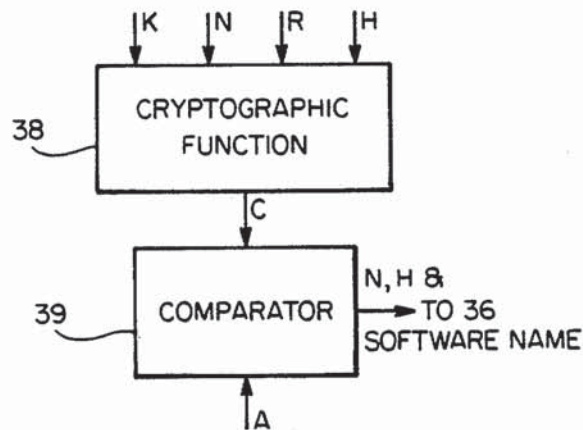 K N R H
38
CRYPTOGRAPHIC
FUNCTION
C
39
COMPARATOR
N, H &
TO 36
SOFTWARE NAME
A